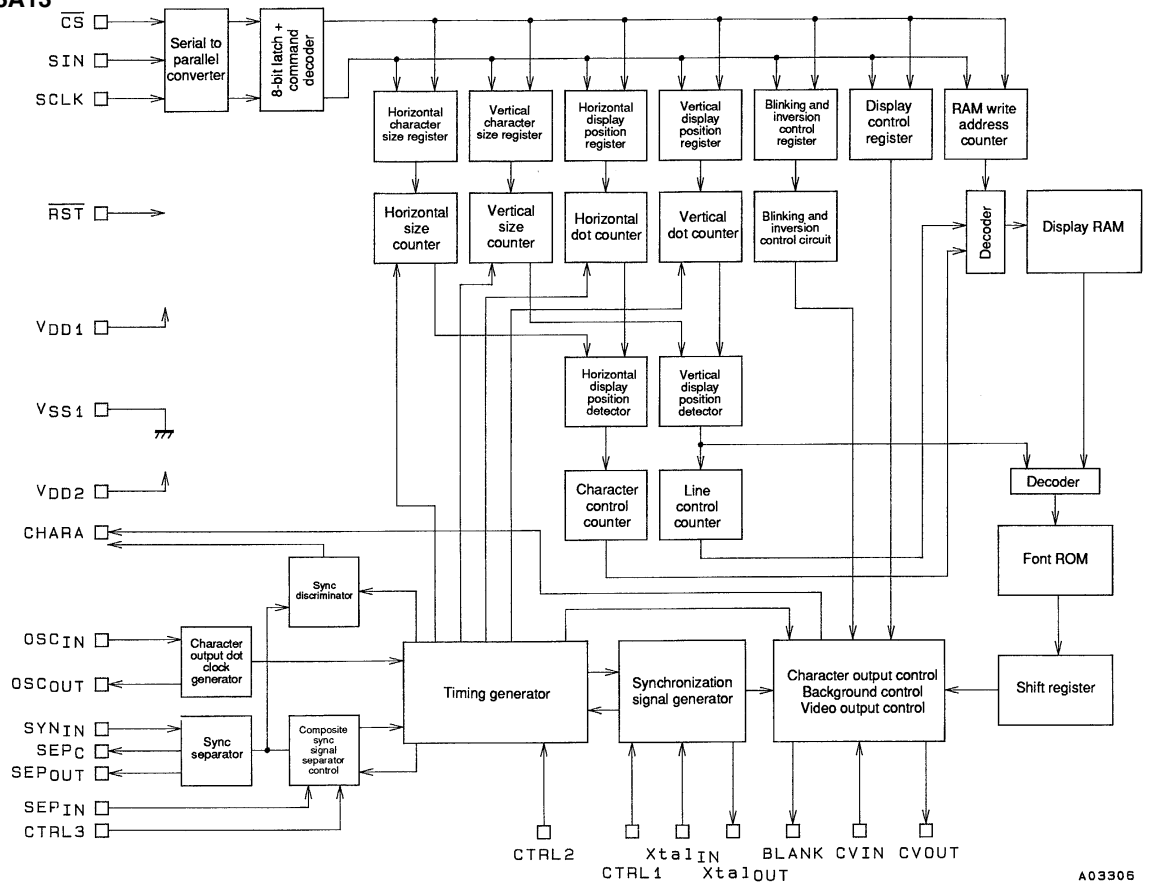 CS
SIN
SCLK
Serial to
parallel
converter
8-bit latch +
command
decoder
Horizontal
character
size register
Vertical
character
size register
Horizontal
display
position
register
Vertical
display
position
register
Blinking and
inversion
control
register
Display
control
register
RAM write
address
counter
RST
Horizontal
size
counter
Vertical
size
counter
Horizontal
dot counter
Vertical
dot counter
Blinking and
inversion
control circuit
Decoder
Display RAM
VDD1
VSS1
VDD2
Horizontal
display
position
detector
Vertical
display
position
detector
Character
control
counter
Line
control
counter
Decoder
Font ROM
CHARA
Sync
discriminator
OSCIN
OSCOUT
Character
output dot
clock
generator
Timing generator
Synchronization
signal generator
Character output control
Background control
Video output control
Shift register
SYNIN
SEPC
SEPOUT
Sync
separator
Composite
sync
signal
separator
control
SEPIN
CTRL3
CTRL2
CTRL1
XtalIN
XtalOUT
BLANK
CVIN
CVOUT
A03306